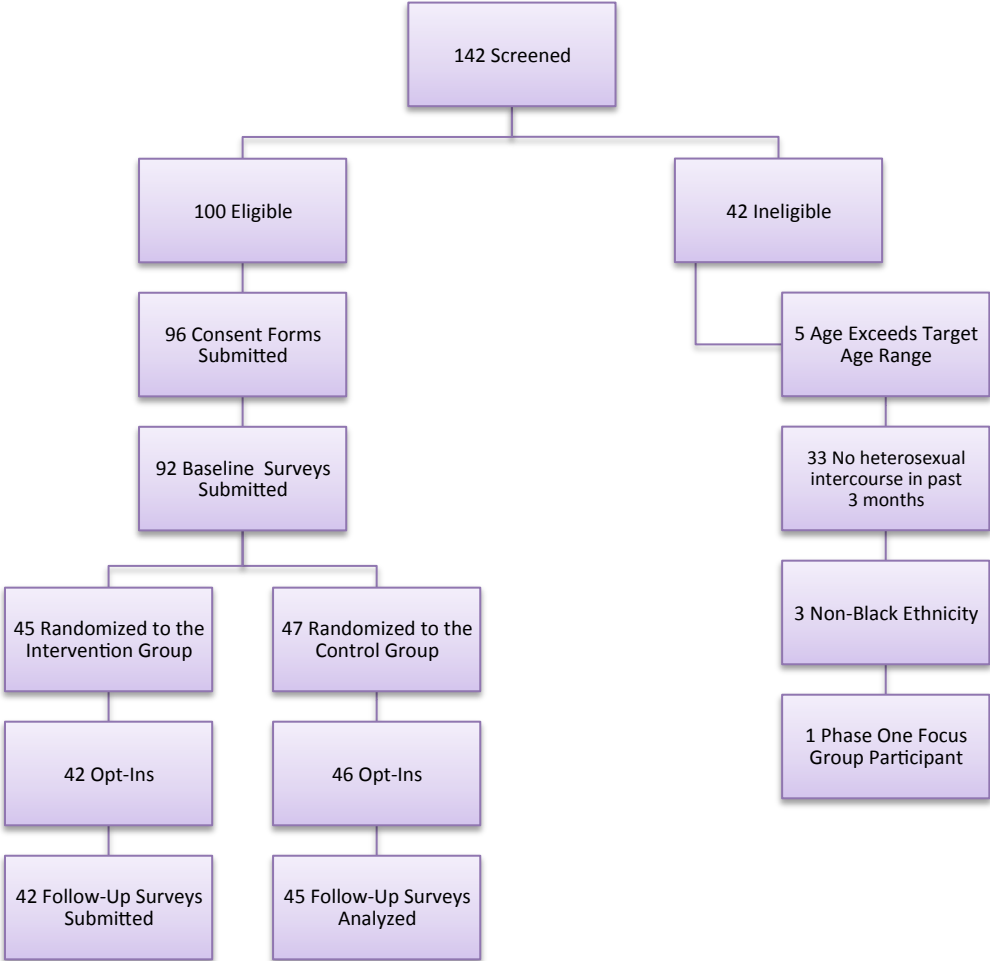 142 Screened
100 Eligible
42 Ineligible
96 Consent Forms
Submitted
5 Age Exceeds Target
Age Range
92 Baseline  Surveys
Submitted
33 No heterosexual
intercourse in past
3 months
45 Randomized to the
Intervention Group
47 Randomized to the
Control Group
3 Non-Black Ethnicity
42 Opt-Ins
46 Opt-Ins
1 Phase One Focus
Group Participant
42 Follow-Up Surveys
Submitted
45 Follow-Up Surveys
Analyzed